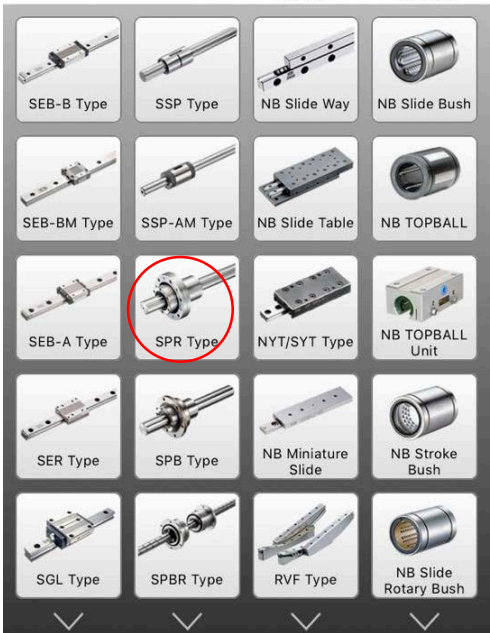 SEB-B Type
SSP Type
NB Slide Way
NB Slide Bush
SEB-BM Type
SSP-AM Type
NB Slide Table
NB TOPBALL
SEB-A Type
SPR Type
NYT/SYT Type
NB TOPBALL
Unit
SER Type
SPB Type
NB Miniature
Slide
NB Stroke
Bush
SGL Type
SPBR Type
RVF Type
NB Slide
Rotary Bush